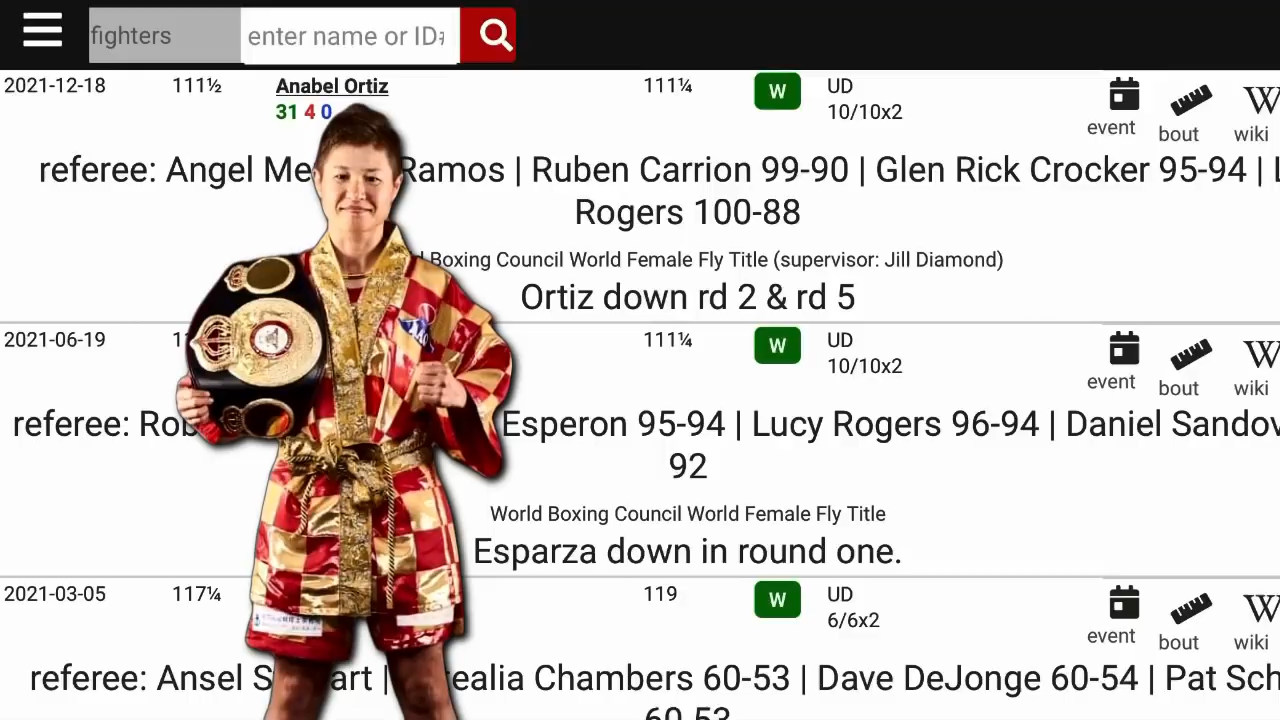 fighters
enter name or ID#
2021-12-18 111½ Anabel Ortiz 111¼ W UD
31 4 0 10/10x2
event bout wiki
referee: Angel Me Ramos | Ruben Carrion 99-90 | Glen Rick Crocker 95-94 | L
Rogers 100-88
d Boxing Council World Female Fly Title (supervisor: Jill Diamond)
Ortiz down rd 2 & rd 5
2021-06-19 111¼ W UD
10/10x2
event bout wiki
referee: Rob Esperon 95-94 | Lucy Rogers 96-94 | Daniel Sandov
92
World Boxing Council World Female Fly Title
Esparza down in round one.
2021-03-05 117¼ 119 W UD
6/6x2
event bout wiki
referee: Ansel S art | ealia Chambers 60-53 | Dave DeJonge 60-54 | Pat Sch
60-53